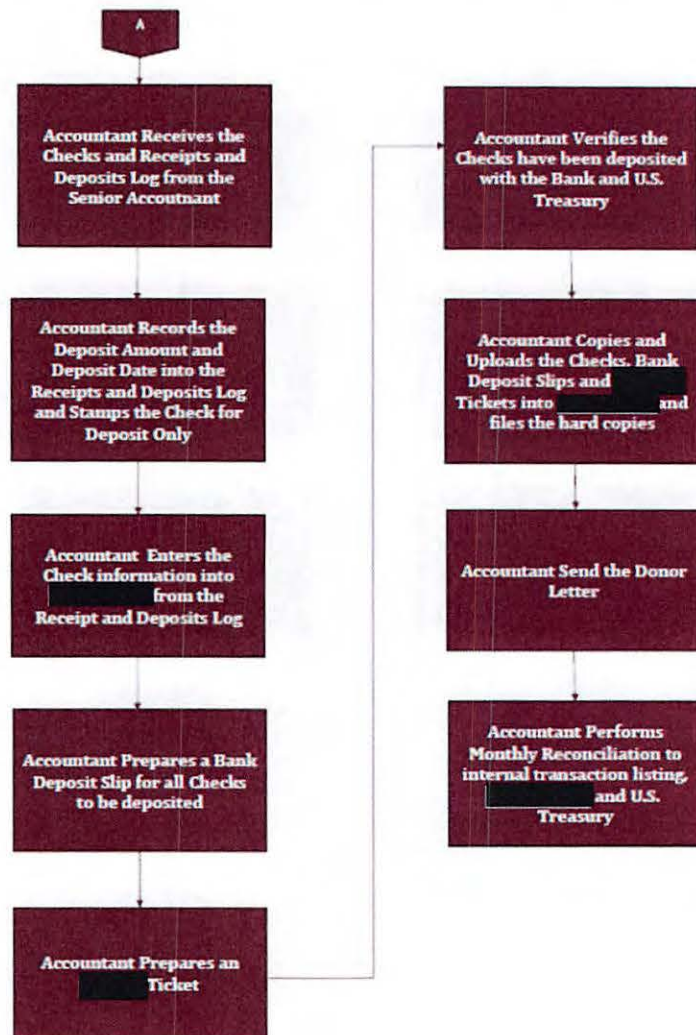 A
Accountant Receives the
Checks and Receipts and
Deposits Log from the
Senior Accoutnant
Accountant Records the
Deposit Amount and
Deposit Date into the
Receipts and Deposits Log
and Stamps the Check for
Deposit Only
Accountant Enters the
Check information into
from the
Receipt and Deposits Log
Accountant Prepares a Bank
Deposit Slip for all Checks
to be deposited
Accountant Prepares an
Ticket
Accountant Verifies the
Checks have been deposited
with the Bank and U.S.
Treasury
Accountant Copies and
Uploads the Checks, Bank
Deposit Slips and
Tickets into and
files the hard copies
Accountant Send the Donor
Letter
Accountant Performs
Monthly Reconciliation to
internal transaction listing,
and U.S.
Treasury